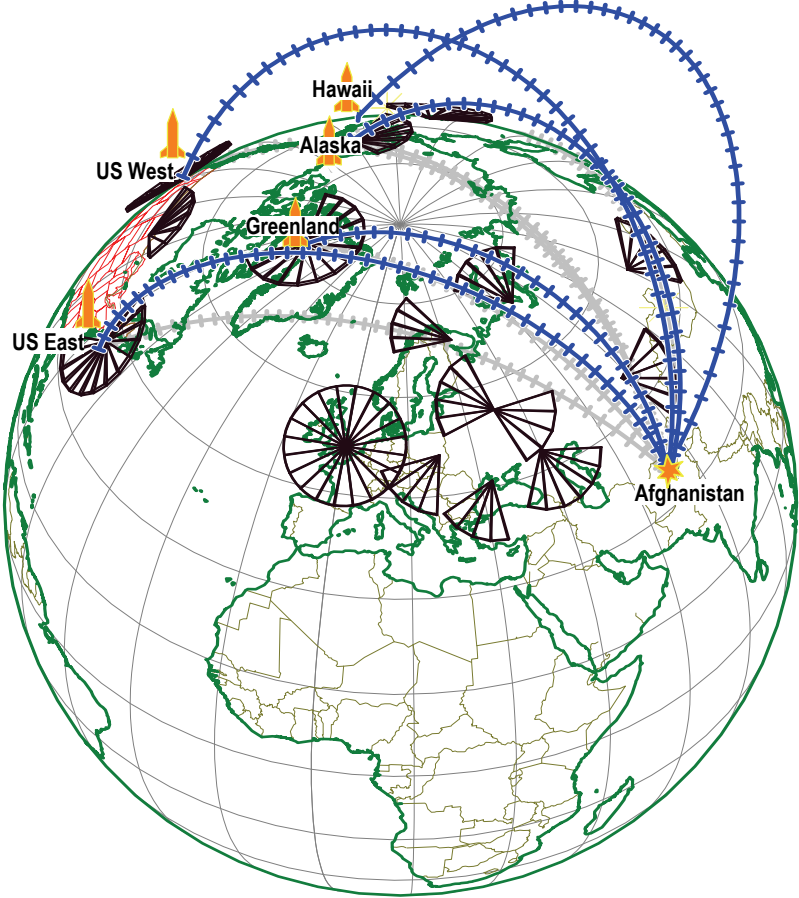 Hawaii
Alaska
US West
Greenland
US East
Afghanistan